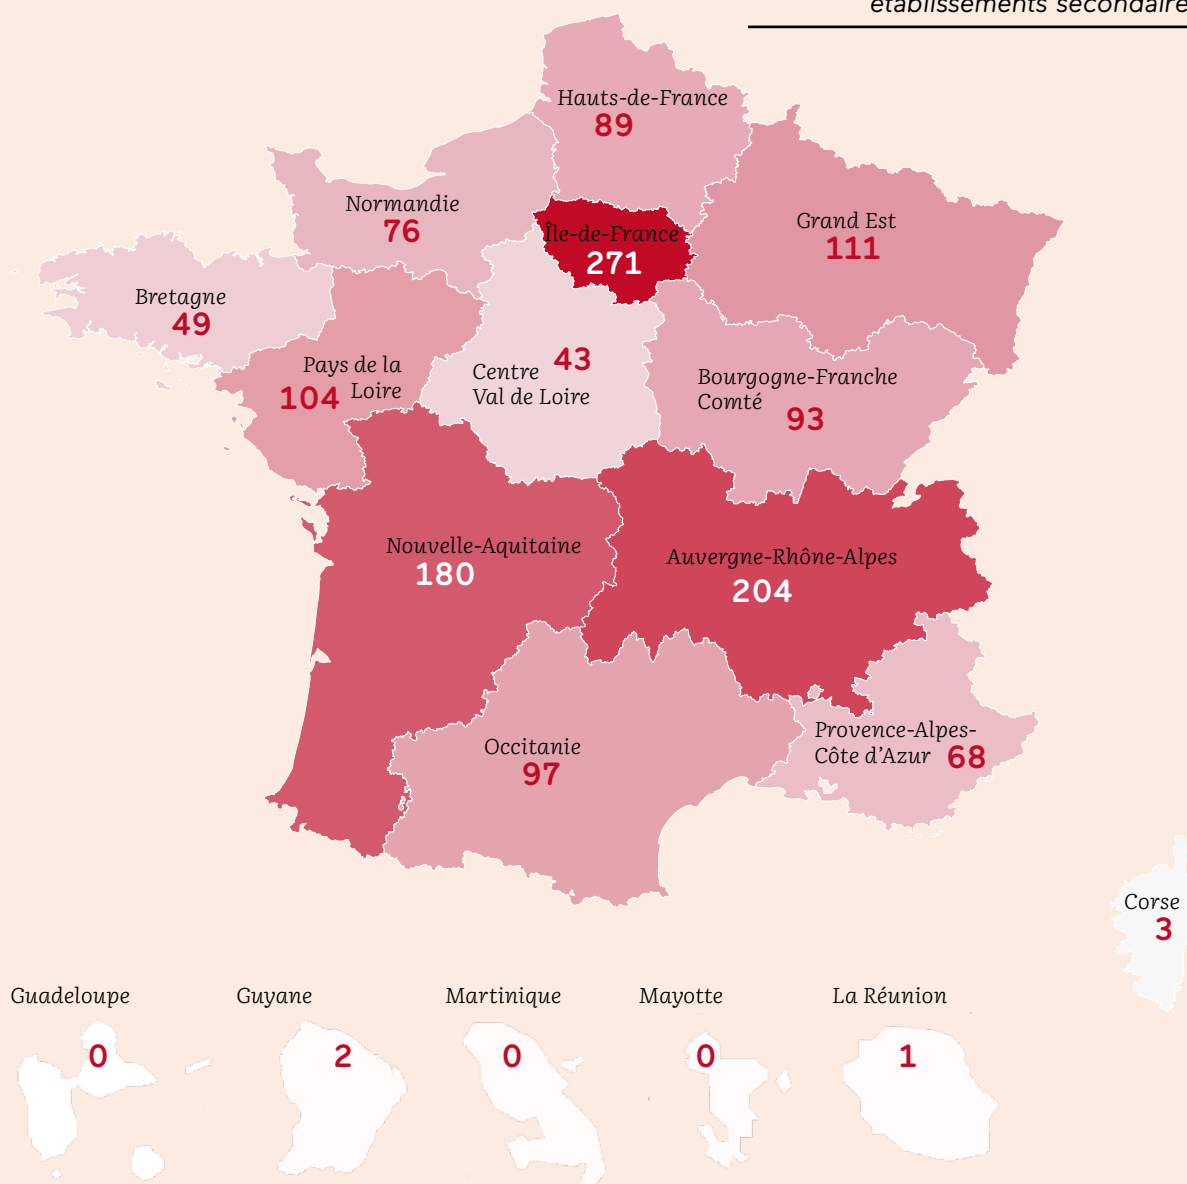 établissements secondaire
Hauts-de-France
89
Normandie
76
Île-de-France
271
Grand Est
111
Bretagne
49
Pays de la
Loire
104
Centre
Val de Loire
43
Bourgogne-Franche
Comté
93
Nouvelle-Aquitaine
180
Auvergne-Rhône-Alpes
204
Occitanie
97
Provence-Alpes-
Côte d'Azur
68
Corse
3
Guadeloupe
0
Guyane
2
Martinique
0
Mayotte
0
La Réunion
1